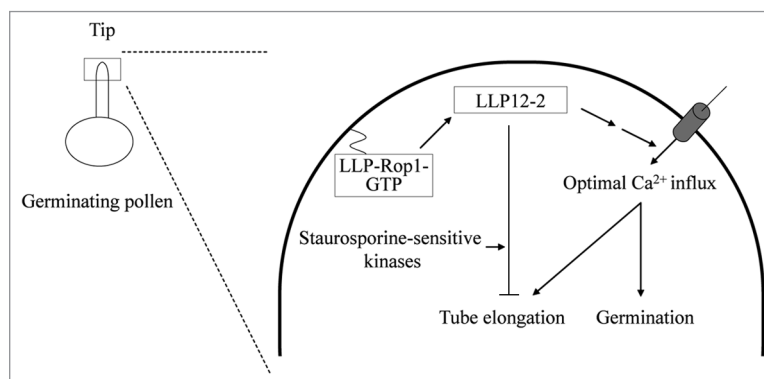 Tip
Germinating pollen
LLP12-2
LLP-Rop1-
GTP
Optimal Ca²⁺ influx
Staurosporine-sensitive
kinases
Tube elongation
Germination